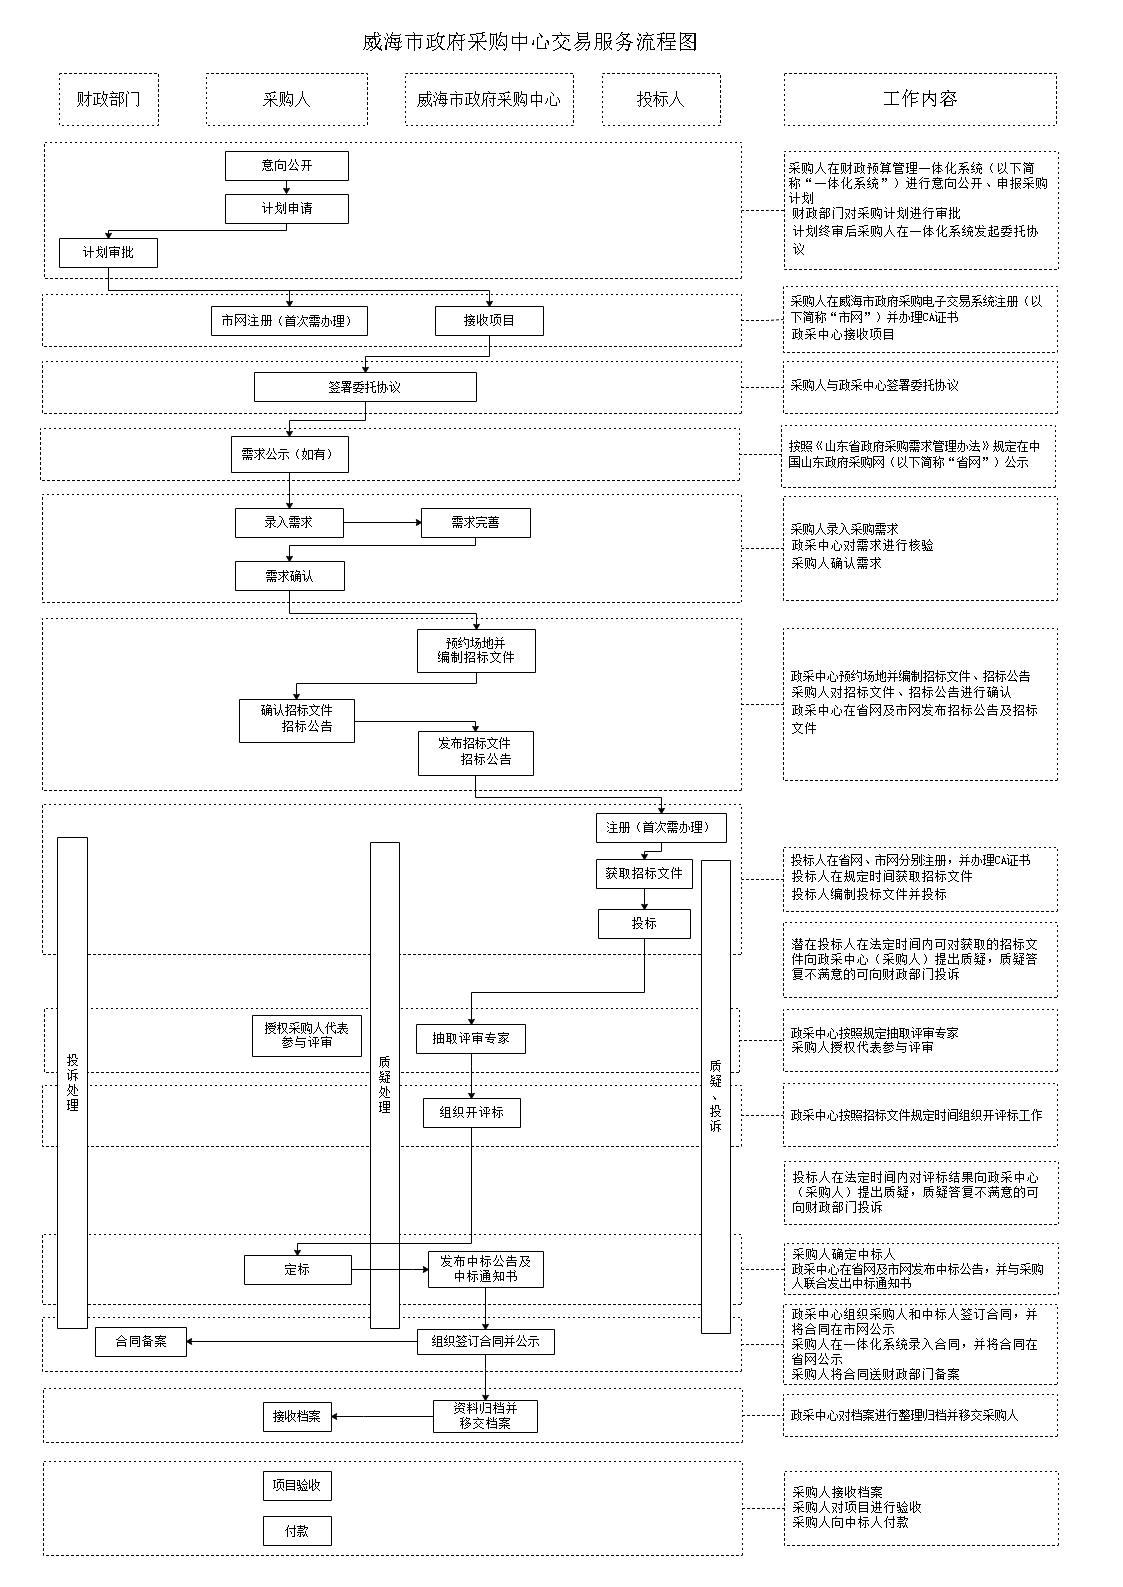 威海市政府采购中心交易服务流程图
财政部门
采购人
威海市政府采购中心
投标人
工作内容
意向公开
计划申请
计划审批
采购人在财政预算管理一体化系统（以下简
称“一体化系统”）进行意向公开、申报采购
计划
财政部门对采购计划进行审批
计划终审后采购人在一体化系统发起委托协
议
市网注册（首次需办理）
接收项目
采购人在威海市政府采购电子交易系统注册（以
下简称“市网”）并办理CA证书
政采中心接收项目
签署委托协议
采购人与政采中心签署委托协议
需求公示（如有）
按照《山东省政府采购需求管理办法》规定在中
国山东政府采购网（以下简称“省网”）公示
录入需求
需求完善
需求确认
采购人录入采购需求
政采中心对需求进行核验
采购人确认需求
预约场地并
编制招标文件
确认招标文件
招标公告
发布招标文件
招标公告
政采中心预约场地并编制招标文件、招标公告
采购人对招标文件、招标公告进行确认
政采中心在省网及市网发布招标公告及招标
文件
注册（首次需办理）
获取招标文件
投标
投标人在省网、市网分别注册，并办理CA证书
投标人在规定时间获取招标文件
投标人编制投标文件并投标
潜在投标人在法定时间内可对获取的招标文
件向政采中心（采购人）提出质疑，质疑答
复不满意的可向财政部门投诉
投诉处理
质疑处理
质疑、投诉
授权采购人代表
参与评审
抽取评审专家
政采中心按照规定抽取评审专家
采购人授权代表参与评审
组织开评标
政采中心按照招标文件规定时间组织开评标工作
投标人在法定时间内对评标结果向政采中心
（采购人）提出质疑，质疑答复不满意的可
向财政部门投诉
定标
发布中标公告及
中标通知书
采购人确定中标人
政采中心在省网及市网发布中标公告，并与采购
人联合发出中标通知书
合同备案
组织签订合同并公示
政采中心组织采购人和中标人签订合同，并
将合同在市网公示
采购人在一体化系统录入合同，并将合同在
省网公示
采购人将合同送财政部门备案
接收档案
资料归档并
移交档案
政采中心对档案进行整理归档并移交采购人
项目验收
付款
采购人接收档案
采购人对项目进行验收
采购人向中标人付款